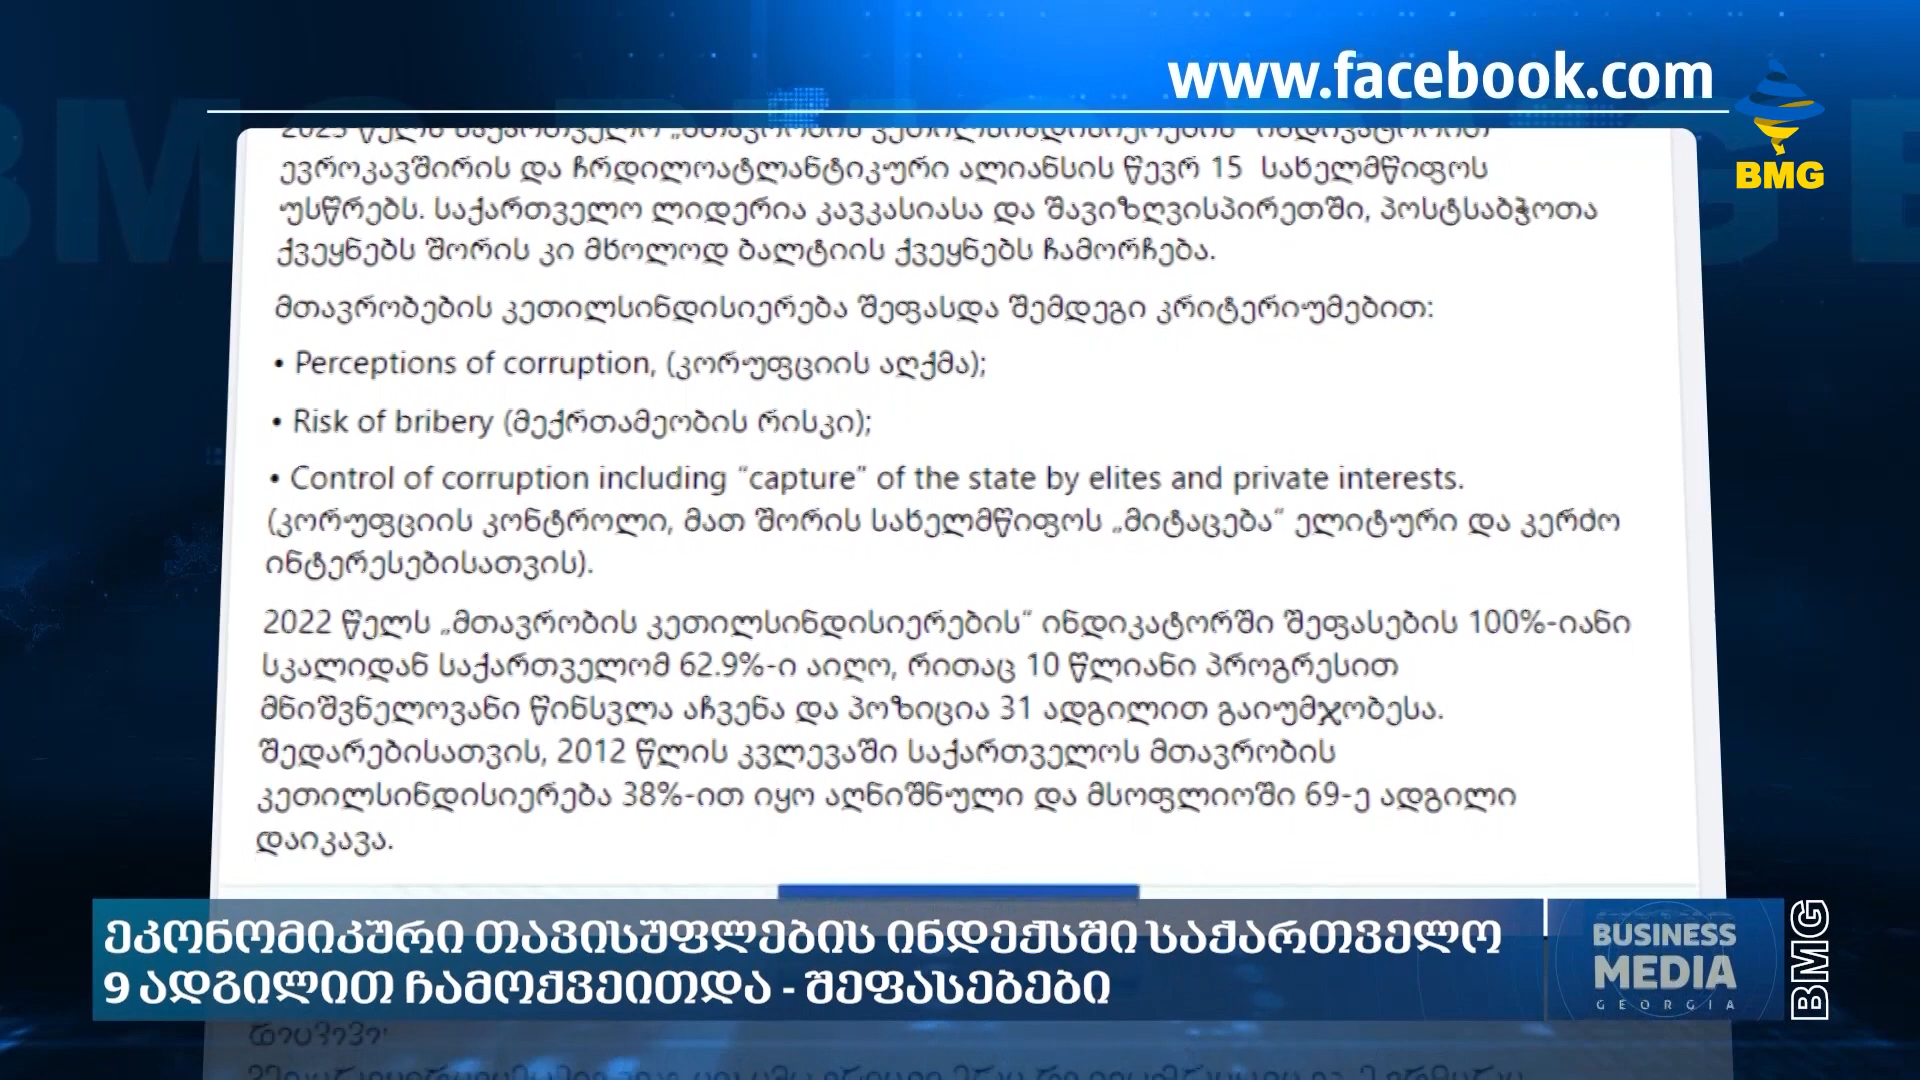 www.facebook.com
BMG
2023 წელს საქართველო „მთავრობის კეთილსინდისიერების“ ინდიკატორით
ევროკავშირის და ჩრდილოატლანტიკური ალიანსის წევრ 15 სახელმწიფოს
უსწრებს. საქართველო ლიდერია კავკასიასა და შავიზღვისპირეთში, პოსტსაბჭოთა
ქვეყნებს შორის კი მხოლოდ ბალტიის ქვეყნებს ჩამორჩება.
მთავრობების კეთილსინდისიერება შეფასდა შემდეგი კრიტერიუმებით:
• Perceptions of corruption, (კორუფციის აღქმა);
• Risk of bribery (მექრთამეობის რისკი);
• Control of corruption including “capture” of the state by elites and private interests.
(კორუფციის კონტროლი, მათ შორის სახელმწიფოს „მიტაცება“ ელიტური და კერძო
ინტერესებისათვის).
2022 წელს „მთავრობის კეთილსინდისიერების“ ინდიკატორში შეფასების 100%-იანი
სკალიდან საქართველომ 62.9%-ი აიღო, რითაც 10 წლიანი პროგრესით
მნიშვნელოვანი წინსვლა აჩვენა და პოზიცია 31 ადგილით გაიუმჯობესა.
შედარებისათვის, 2012 წლის კვლევაში საქართველოს მთავრობის
კეთილსინდისიერება 38%-ით იყო აღნიშნული და მსოფლიოში 69-ე ადგილი
დაიკავა.
ეკონომიკური თავისუფლების ინდექსში საქართველო
9 ადგილით ჩამოქვეითდა - შეფასებები
BUSINESS
MEDIA
GEORGIA
BMG